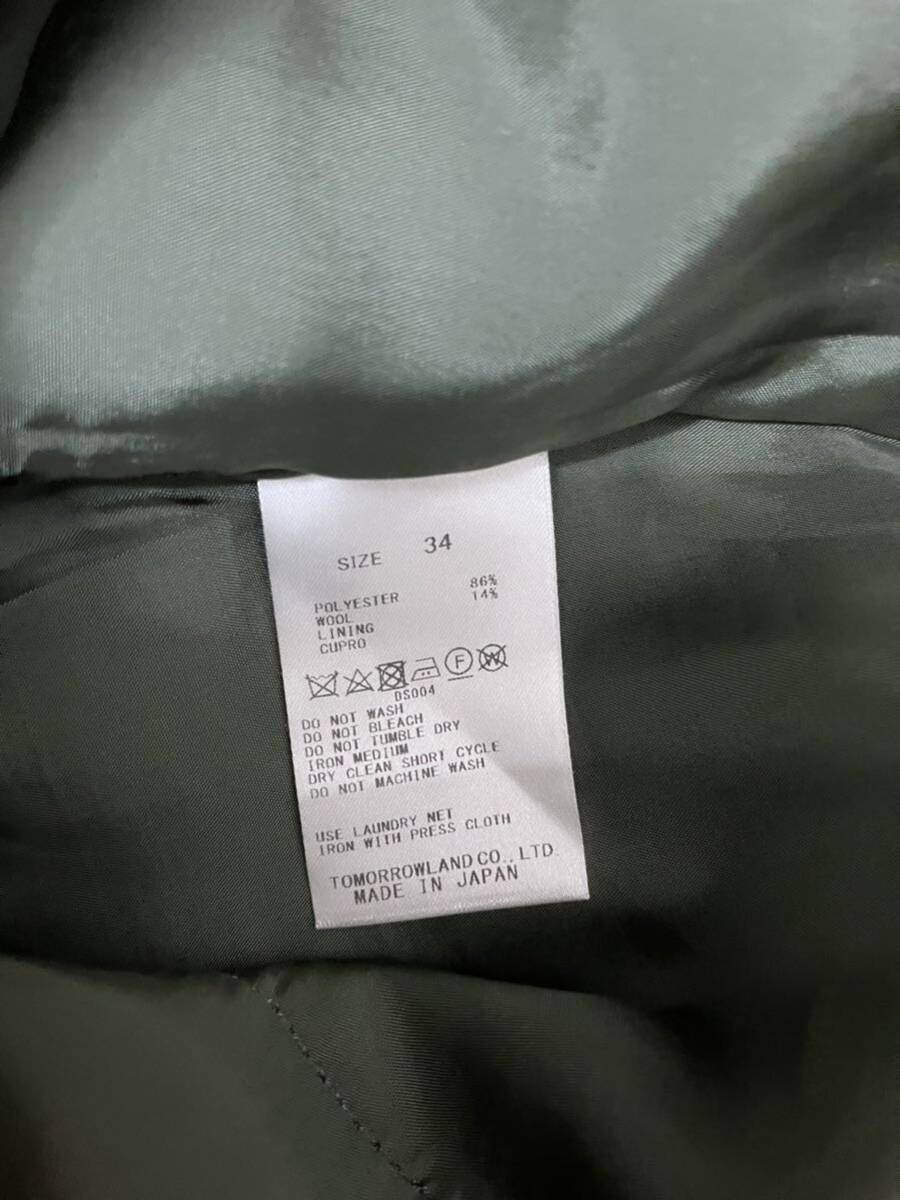 SIZE 34
POLYESTER 86%
WOOL 14%
LINING
CUPRO
F W
DS004
DO NOT WASH
DO NOT BLEACH
DO NOT TUMBLE DRY
IRON MEDIUM
DRY CLEAN SHORT CYCLE
DO NOT MACHINE WASH
USE LAUNDRY NET
IRON WITH PRESS CLOTH
TOMORROWLAND CO., LTD.
MADE IN JAPAN